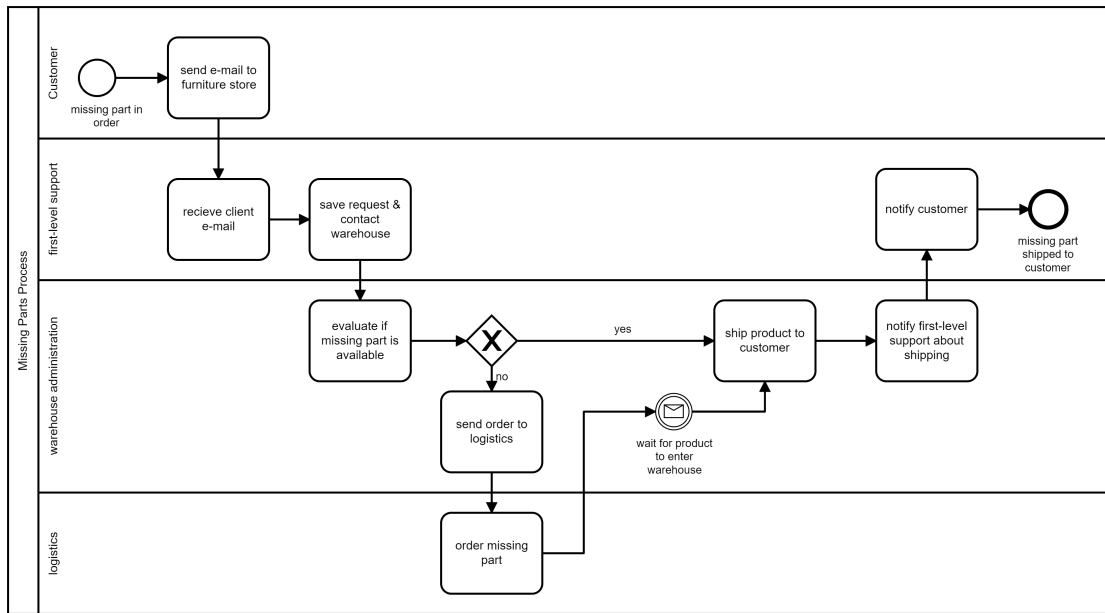 Missing Parts Process
Customer
missing part in
order
send e-mail to
furniture store
first-level support
recieve client
e-mail
save request &
contact
warehouse
notify customer
missing part
shipped to
customer
warehouse administration
evaluate if
missing part is
available
yes
no
ship product to
customer
notify first-level
support about
shipping
send order to
logistics
wait for product
to enter
warehouse
logistics
order missing
part